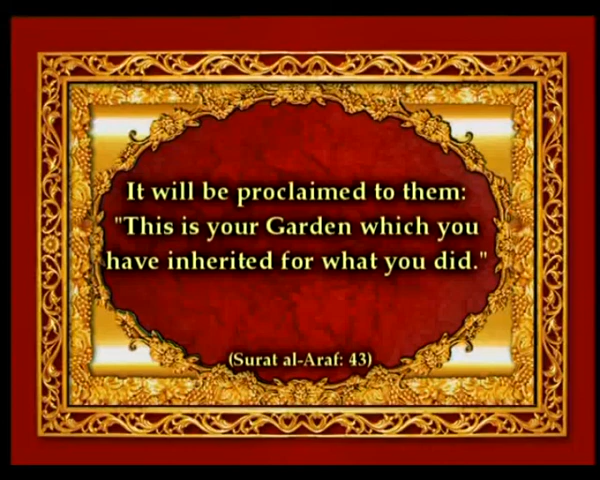 It will be proclaimed to them:
"This is your Garden which you
have inherited for what you did."
(Surat al-Araf: 43)